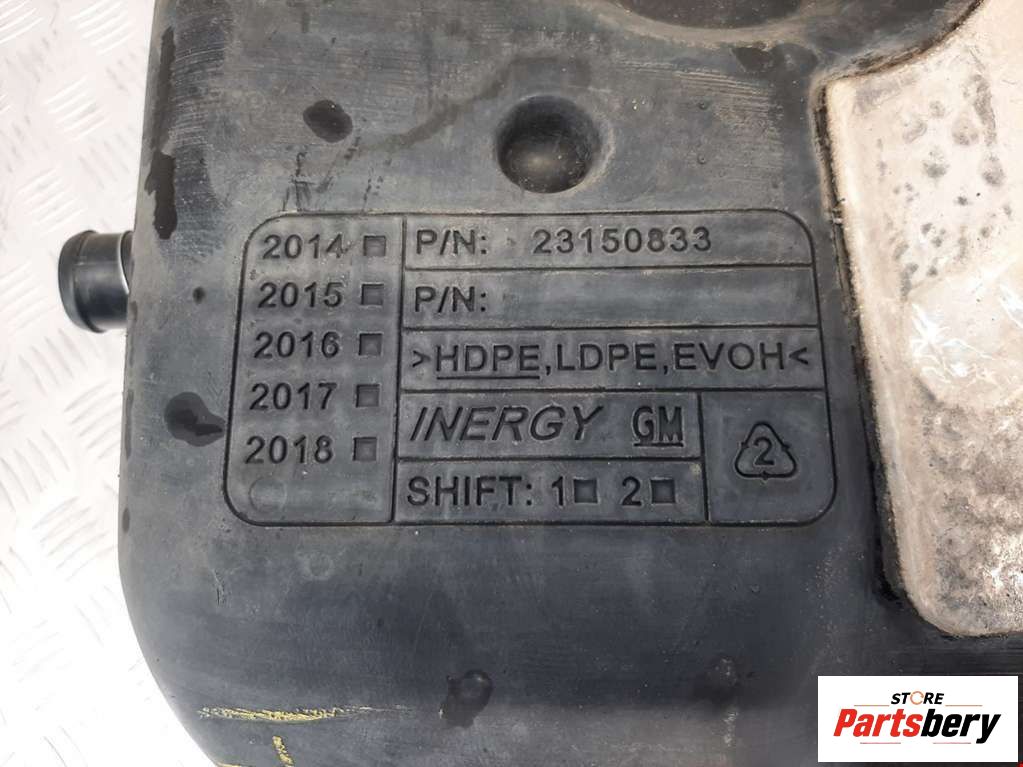 2014
2015
2016
2017
2018
P/N: 23150833
P/N:
>HDPE,LDPE,EVOH<
INERGY GM
2
SHIFT: 1 2
STORE
Partsbery